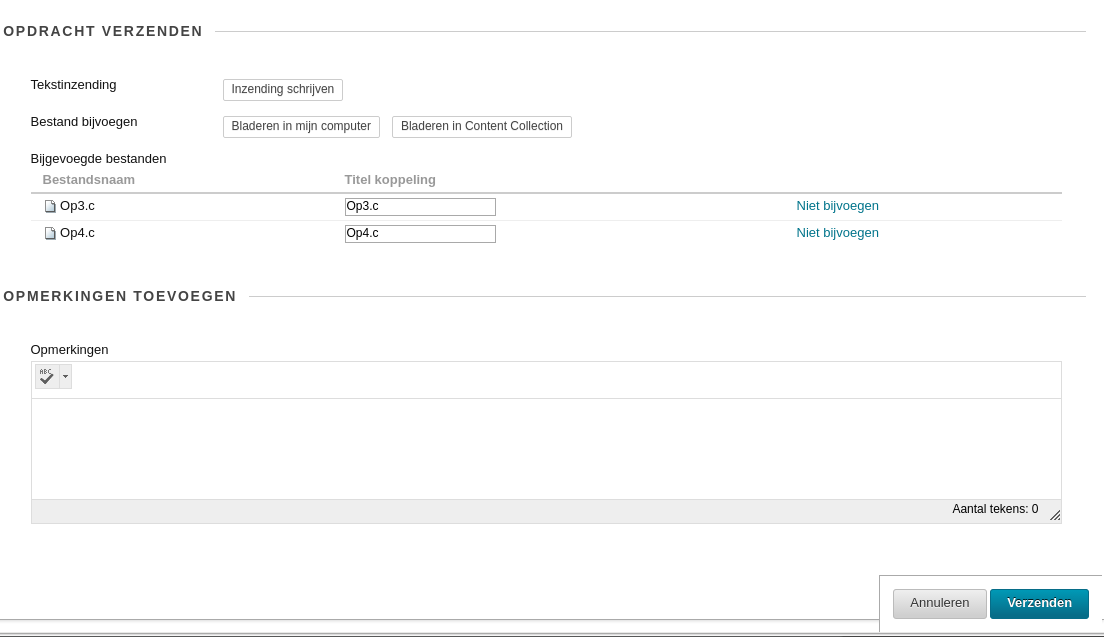 OPDRACHT VERZENDEN
Tekstinzending
Inzending schrijven
Bestand bijvoegen
Bladeren in mijn computer Bladeren in Content Collection
Bijgevoegde bestanden
Bestandsnaam Titel koppeling
Op3.c Op3.c Niet bijvoegen
Op4.c Op4.c Niet bijvoegen
OPMERKINGEN TOEVOEGEN
Opmerkingen
ABC
Aantal tekens: 0
Annuleren Verzenden